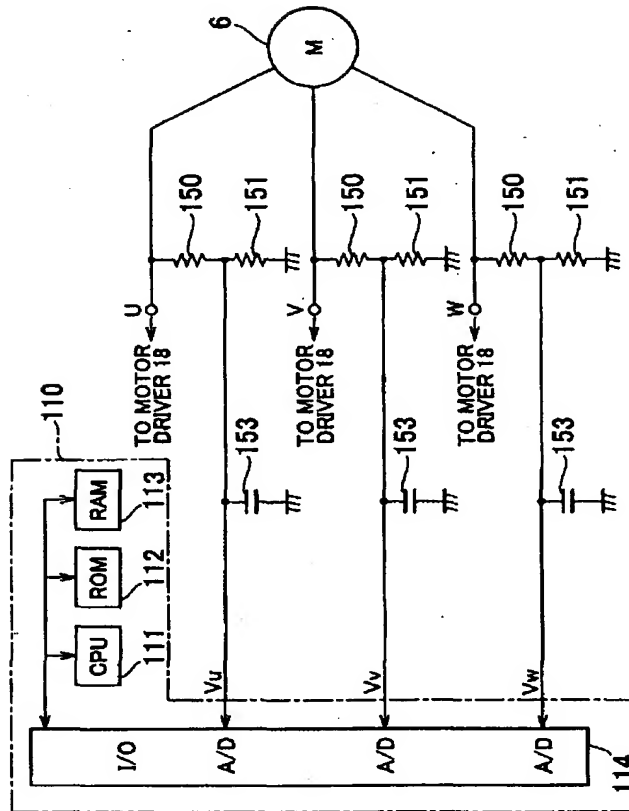 110
CPU
111
ROM
112
RAM
113
I/O
A/D
A/D
A/D
114
Vu
Vv
Vw
153
153
153
TO MOTOR
DRIVER 18
U
TO MOTOR
DRIVER 18
V
TO MOTOR
DRIVER 18
W
150
151
150
151
150
151
M
6